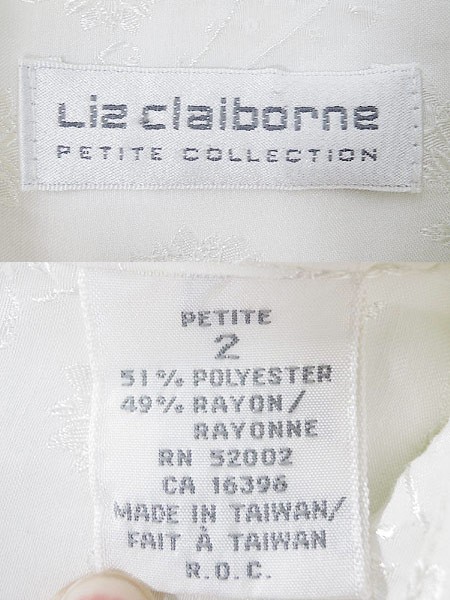 Liz claiborne
PETITE COLLECTION
PETITE
2
51% POLYESTER
49% RAYON/
RAYONNE
RN 52002
CA 16396
MADE IN TAIWAN/
FAIT À TAIWAN
R.O.C.